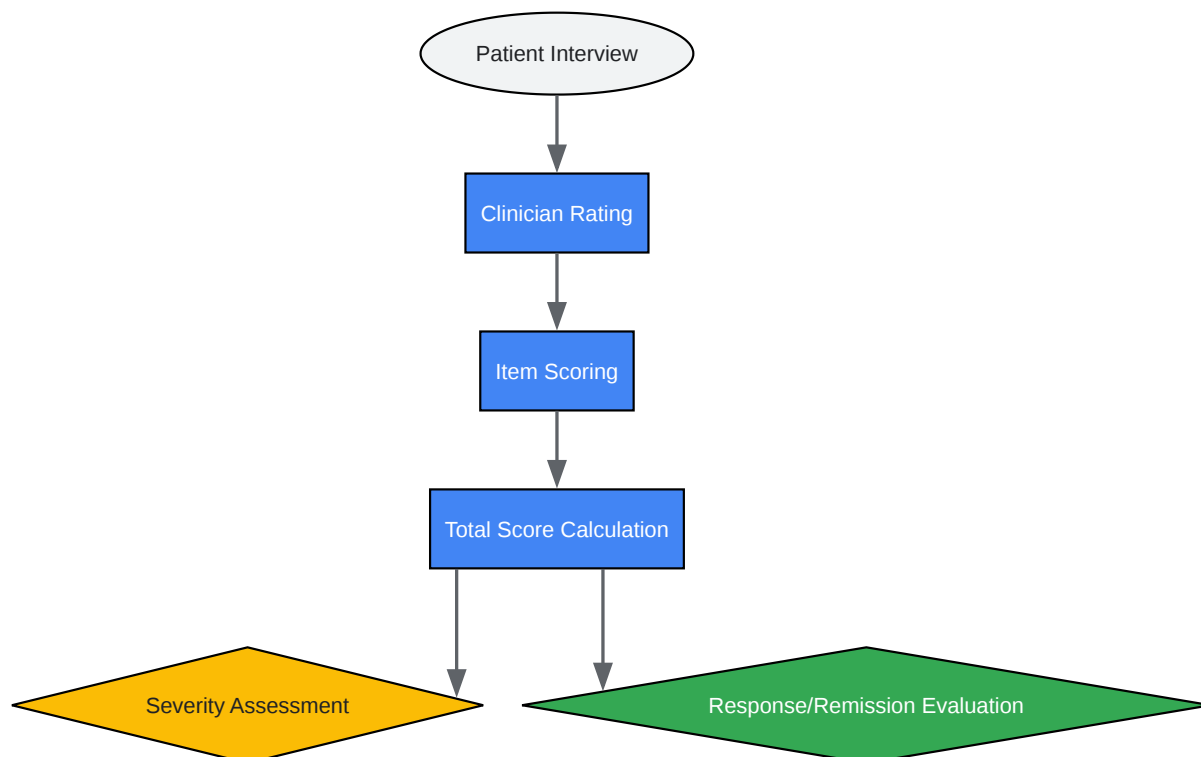 Patient Interview
Clinician Rating
Item Scoring
Total Score Calculation
Severity Assessment
Response/Remission Evaluation